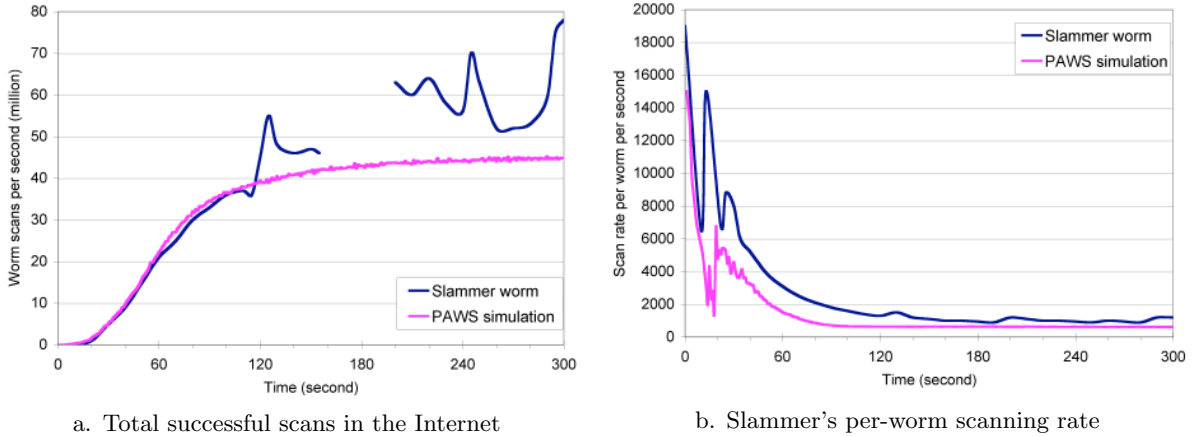 80
70
60
50
40
30
20
10
0
Worm scans per second (million)
Slammer worm
PAWS simulation
0 60 120 180 240 300
Time (second)
a. Total successful scans in the Internet
20000
18000
16000
14000
12000
10000
8000
6000
4000
2000
0
Scan rate per worm per second
Slammer worm
PAWS simulation
0 60 120 180 240 300
Time (second)
b. Slammer's per-worm scanning rate